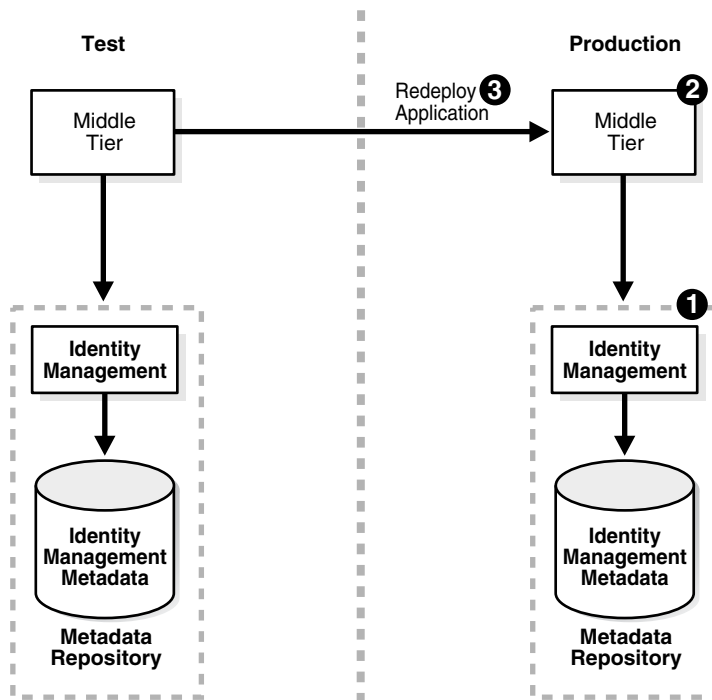 Test
Production
Redeploy 3
Application
2
Middle
Tier
Middle
Tier
1
Identity
Management
Identity
Management
Identity
Management
Metadata
Identity
Management
Metadata
Metadata
Repository
Metadata
Repository